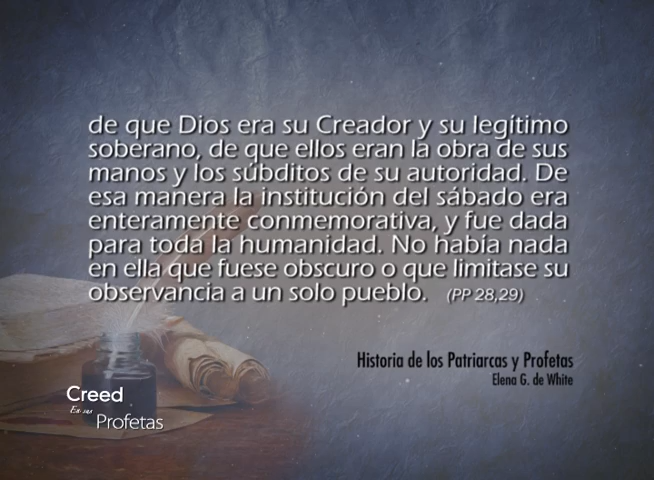 de que Dios era su Creador y su legítimo
soberano, de que ellos eran la obra de sus
manos y los súbditos de su autoridad. De
esa manera la institución del sábado era
enteramente conmemorativa, y fue dada
para toda la humanidad. No había nada
en ella que fuese obscuro o que limitase su
observancia a un solo pueblo. (PP 28,29)
Historia de los Patriarcas y Profetas
Elena G. de White
Creed
En sus
Profetas